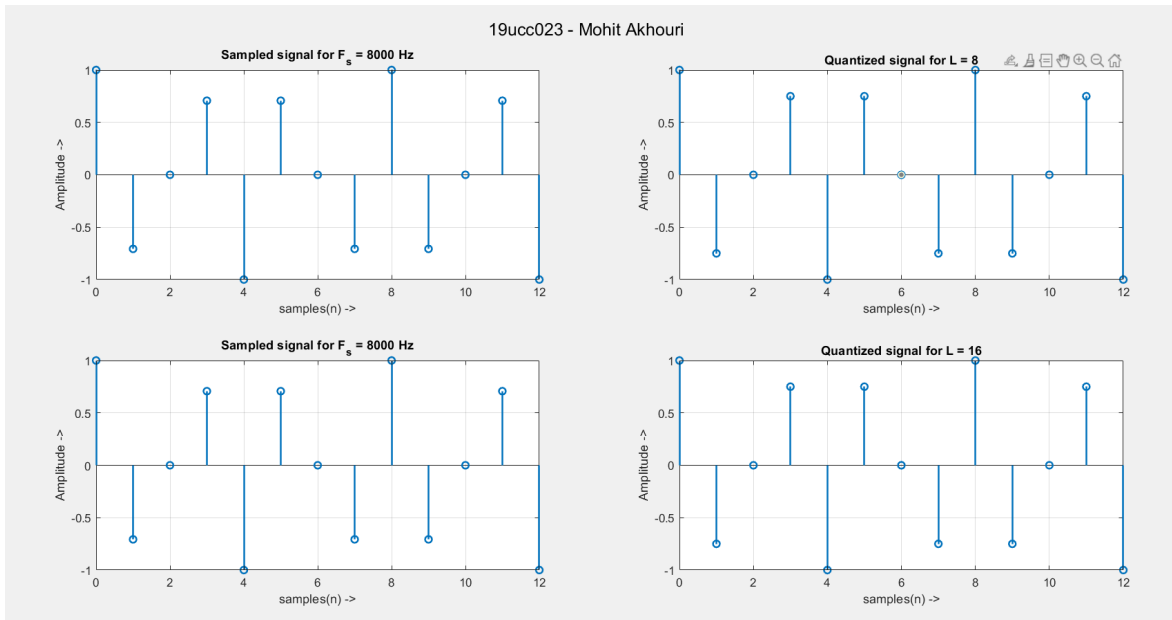 19ucc023 - Mohit Akhouri
Sampled signal for Fs = 8000 Hz
1
0.5
0
-0.5
-1
Amplitude ->
0 2 4 6 8 10 12
samples(n) ->
Quantized signal for L = 8
1
0.5
0
-0.5
-1
Amplitude ->
0 2 4 6 8 10 12
samples(n) ->
Sampled signal for Fs = 8000 Hz
1
0.5
0
-0.5
-1
Amplitude ->
0 2 4 6 8 10 12
samples(n) ->
Quantized signal for L = 16
1
0.5
0
-0.5
-1
Amplitude ->
0 2 4 6 8 10 12
samples(n) ->